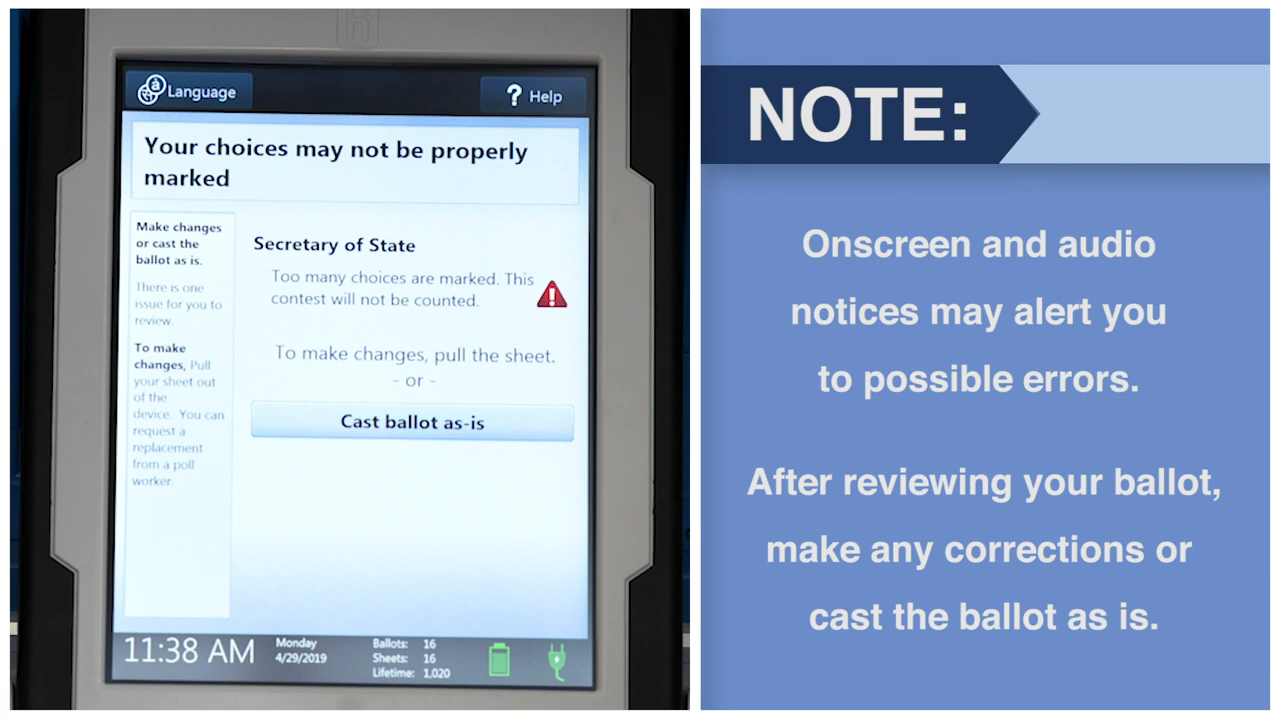 Language
? Help
Your choices may not be properly
marked
Make changes
or cast the
ballot as is.
There is one
issue for you to
review.
To make
changes, Pull
your sheet out
of the
device. You can
request a
replacement
from a poll
worker.
Secretary of State
Too many choices are marked. This
contest will not be counted.
To make changes, pull the sheet.
- or -
Cast ballot as-is
11:38 AM
Monday
4/29/2019
Ballots: 16
Sheets: 16
Lifetime: 1,020
NOTE:
Onscreen and audio
notices may alert you
to possible errors.
After reviewing your ballot,
make any corrections or
cast the ballot as is.